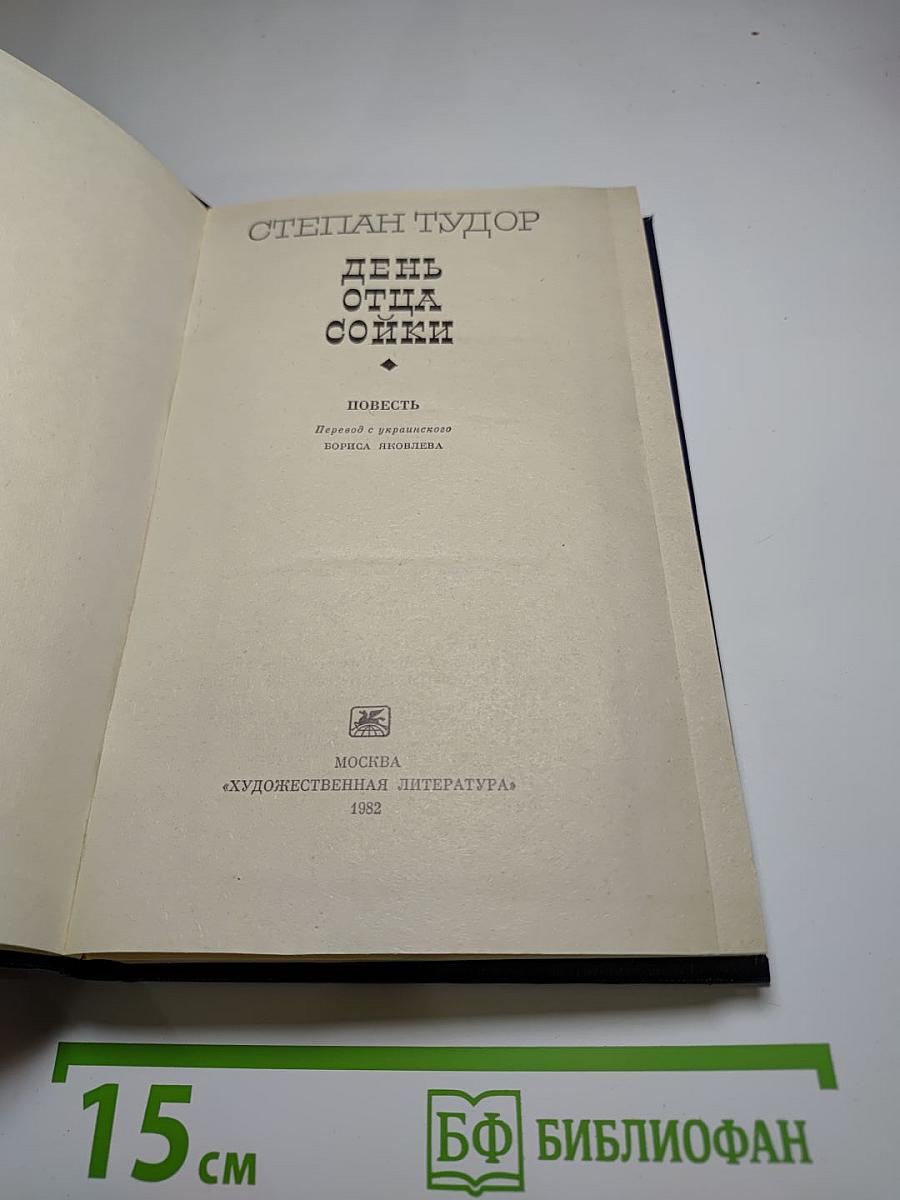 СТЕПАН ТУДОР
ДЕНЬ
ОТЦА
СОЙКИ
ПОВЕСТЬ
Перевод с украинского
БОРИСА ЯКОВЛЕВА
МОСКВА
«ХУДОЖЕСТВЕННАЯ ЛИТЕРАТУРА»
1982
15 см
БФ БИБЛИОФАН